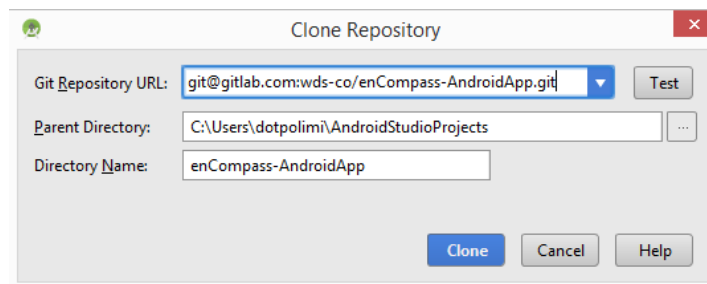 Clone Repository
Git Repository URL: git@gitlab.com:wds-co/enCompass-AndroidApp.git Test
Parent Directory: C:\Users\dotpolimi\AndroidStudioProjects ...
Directory Name: enCompass-AndroidApp
Clone Cancel Help